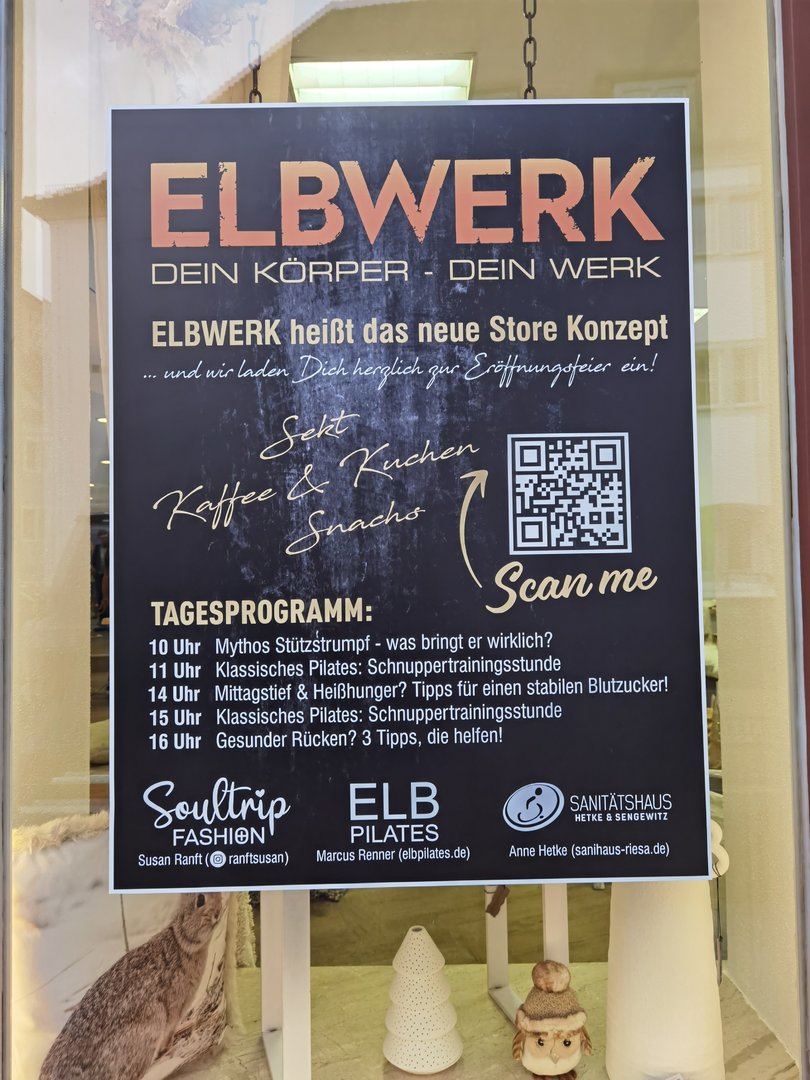 ELBWERK
DEIN KÖRPER - DEIN WERK
ELBWERK heißt das neue Store Konzept
... und wir laden Dich herzlich zur Eröffnungsfeier ein!
Sekt
Kaffee & Kuchen
Snacks
Scan me
TAGESPROGRAMM:
10 Uhr Mythos Stützstrumpf - was bringt er wirklich?
11 Uhr Klassisches Pilates: Schnuppertrainingsstunde
14 Uhr Mittagstief & Heißhunger? Tipps für einen stabilen Blutzucker!
15 Uhr Klassisches Pilates: Schnuppertrainingsstunde
16 Uhr Gesunder Rücken? 3 Tipps, die helfen!
Soultrip
FASHION
Susan Ranft (ranftsusan)
ELB
PILATES
Marcus Renner (elbpilates.de)
SANITÄTSHAUS
HETKE & SENGEWITZ
Anne Hetke (sanihaus-riesa.de)